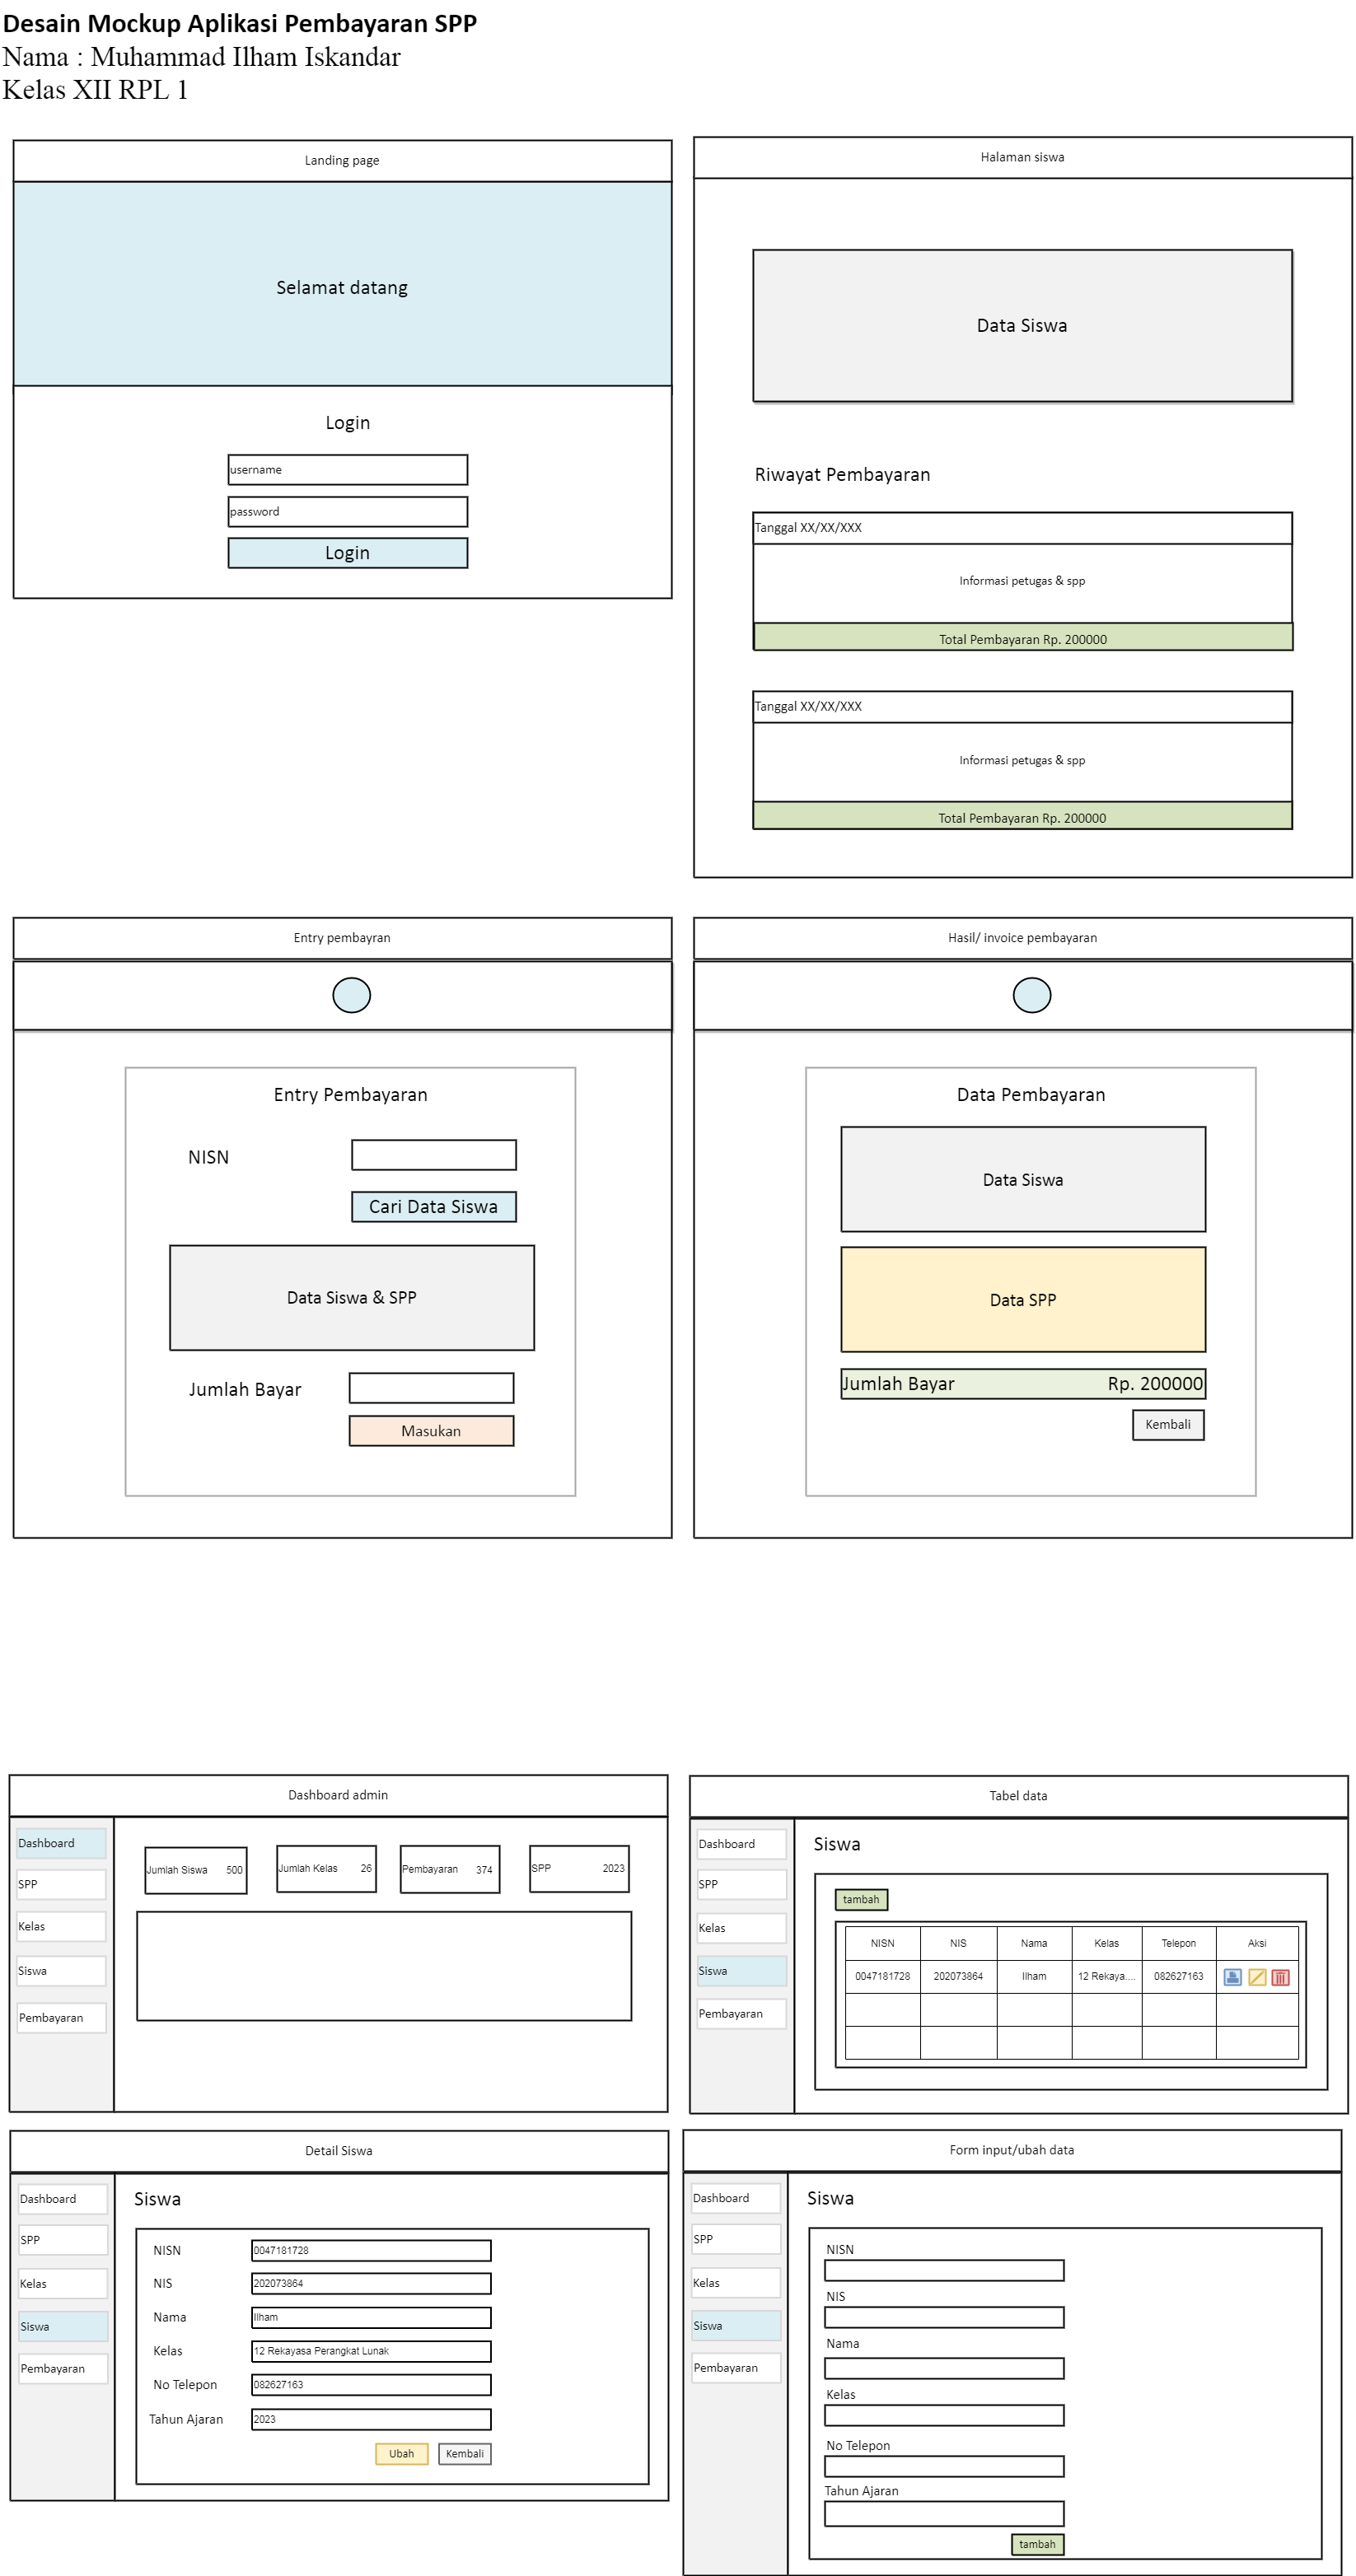 Desain Mockup Aplikasi Pembayaran SPP
Nama : Muhammad Ilham Iskandar
Kelas XII RPL 1
Landing page
Selamat datang
Login
username
password
Login
Halaman siswa
Data Siswa
Riwayat Pembayaran
Tanggal XX/XX/XXX
Informasi petugas & spp
Total Pembayaran Rp. 200000
Tanggal XX/XX/XXX
Informasi petugas & spp
Total Pembayaran Rp. 200000
Entry pembayran
Entry Pembayaran
NISN
Cari Data Siswa
Data Siswa & SPP
Jumlah Bayar
Masukan
Hasil/ invoice pembayaran
Data Pembayaran
Data Siswa
Data SPP
Jumlah Bayar Rp. 200000
Kembali
Dashboard admin
Dashboard
SPP
Kelas
Siswa
Pembayaran
Jumlah Siswa 500
Jumlah Kelas 26
Pembayaran 374
SPP 2023
Tabel data
Dashboard
SPP
Kelas
Siswa
Pembayaran
Siswa
tambah
NISN NIS Nama Kelas Telepon Aksi
0047181728 202073864 Ilham 12 Rekaya.... 082627163
Detail Siswa
Dashboard
SPP
Kelas
Siswa
Pembayaran
Siswa
NISN 0047181728
NIS 202073864
Nama Ilham
Kelas 12 Rekayasa Perangkat Lunak
No Telepon 082627163
Tahun Ajaran 2023
Ubah Kembali
Form input/ubah data
Dashboard
SPP
Kelas
Siswa
Pembayaran
Siswa
NISN
NIS
Nama
Kelas
No Telepon
Tahun Ajaran
tambah